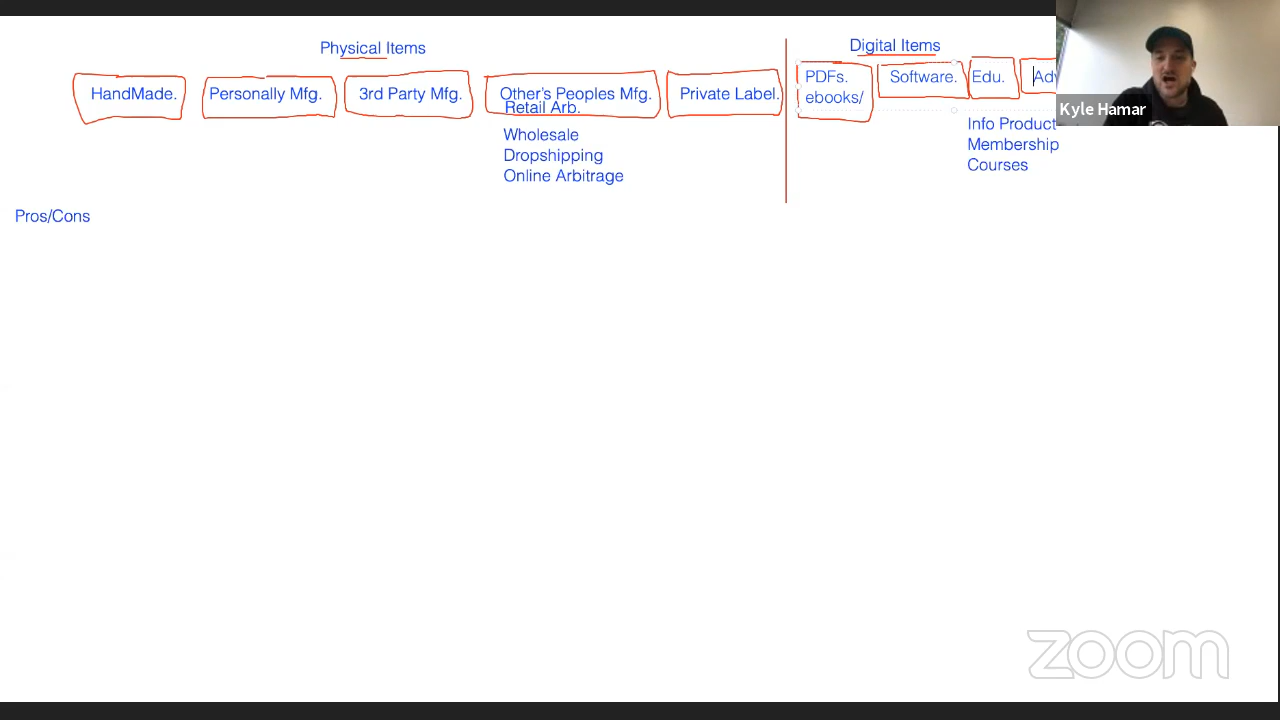 Physical Items
HandMade.
Personally Mfg.
3rd Party Mfg.
Other's Peoples Mfg.
Retail Arb.
Wholesale
Dropshipping
Online Arbitrage
Private Label.
Digital Items
PDFs.
ebooks/
Software.
Edu.
Info Product
Membership
Courses
Pros/Cons
Kyle Hamar
zoom